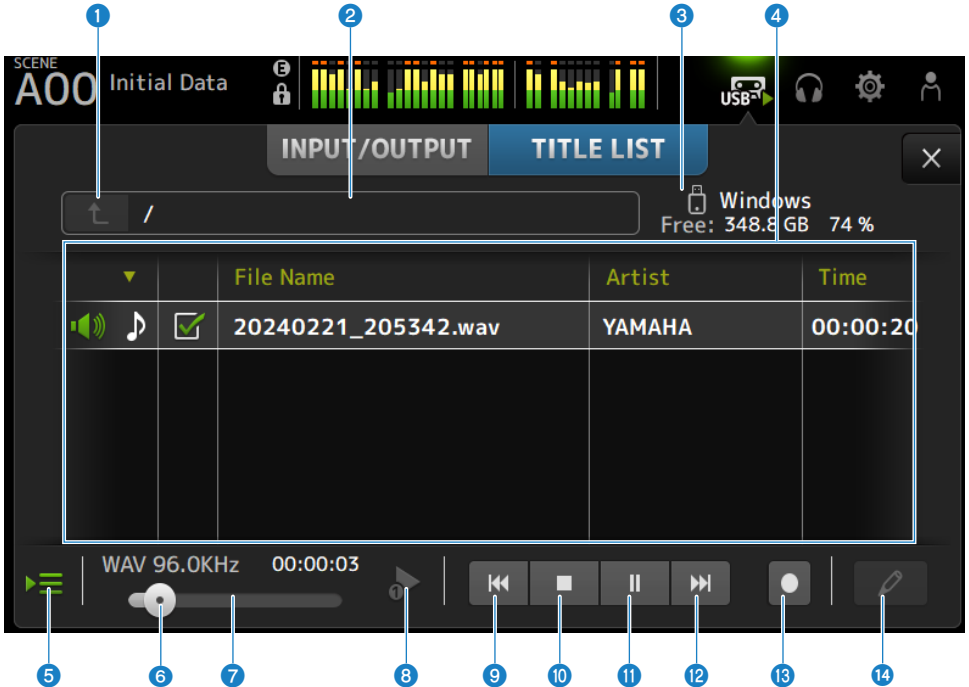 1 2 3 4
SCENE
A00 Initial Data E USB
INPUT/OUTPUT TITLE LIST
/ Windows
Free: 348.8 GB 74 %
File Name Artist Time
20240221_205342.wav YAMAHA 00:00:20
WAV 96.0KHz 00:00:03
1
5 6 7 8 9 10 11 12 13 14